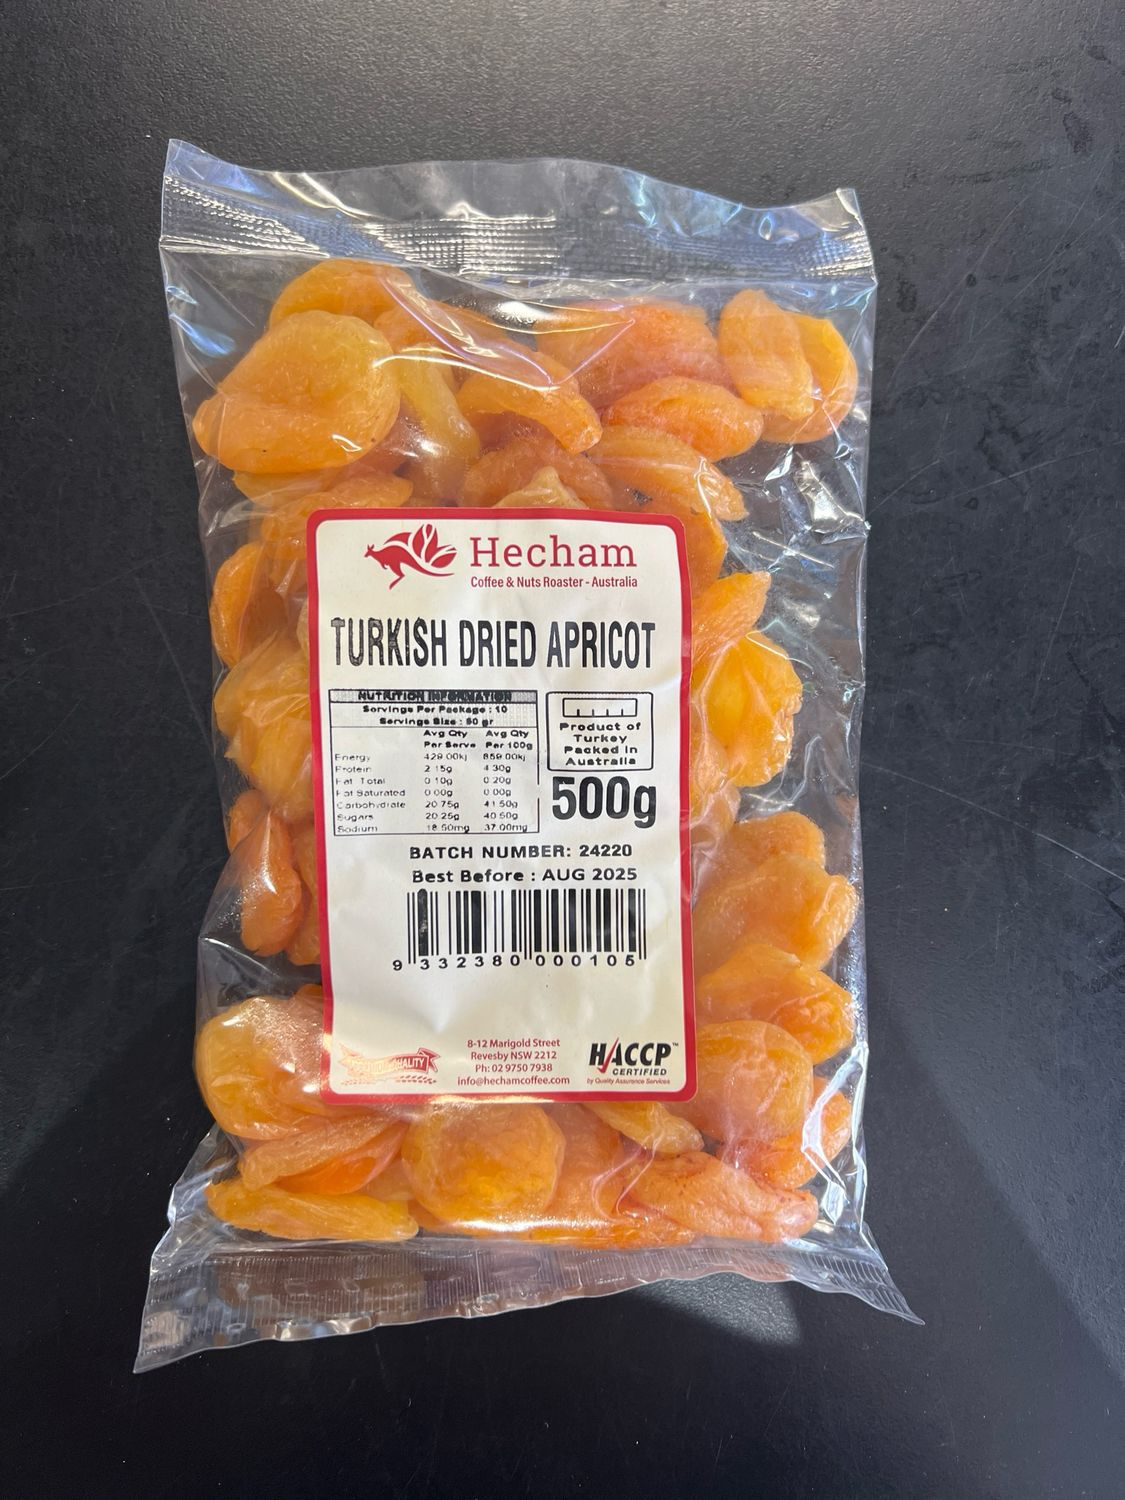 Hecham
Coffee & Nuts Roaster - Australia
TURKISH DRIED APRICOT
NUTRITION INFORMATION
Servings Per Package : 10
Servings Size : 50 gr
Avg Qty Avg Qty
Per Serve Per 100g
Energy 429.00kj 859.00kj
Protein 2.15g 4.30g
Fat Total 0.10g 0.20g
Fat Saturated 0.00g 0.00g
Carbohydrate 20.75g 41.50g
Sugars 20.25g 40.50g
Sodium 18.50mg 37.00mg
Product of
Turkey
Packed in
Australia
500g
BATCH NUMBER: 24220
Best Before : AUG 2025
9 332380 000105
QUALITY
8-12 Marigold Street
Revesby NSW 2212
Ph: 02 9750 7938
info@hechamcoffee.com
HACCP™
CERTIFIED
by Quality Assurance Services